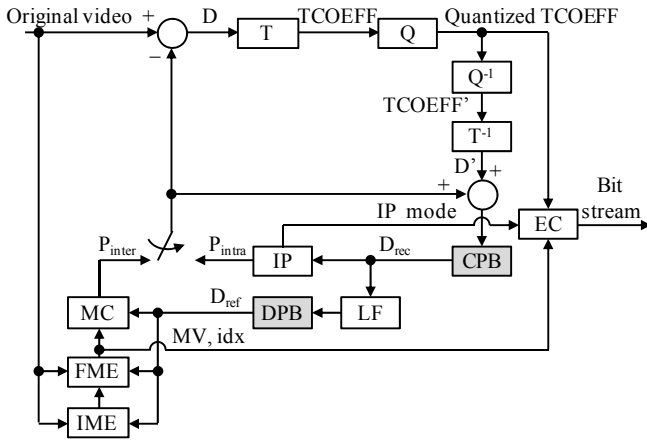 Original video
+
D
TCOEFF
Quantized TCOEFF
T
Q
−
Q-1
TCOEFF’
T-1
D’
+
+
Bit
stream
IP mode
EC
Pinter
Pintra
IP
Drec
CPB
Dref
MC
DPB
LF
MV, idx
FME
IME